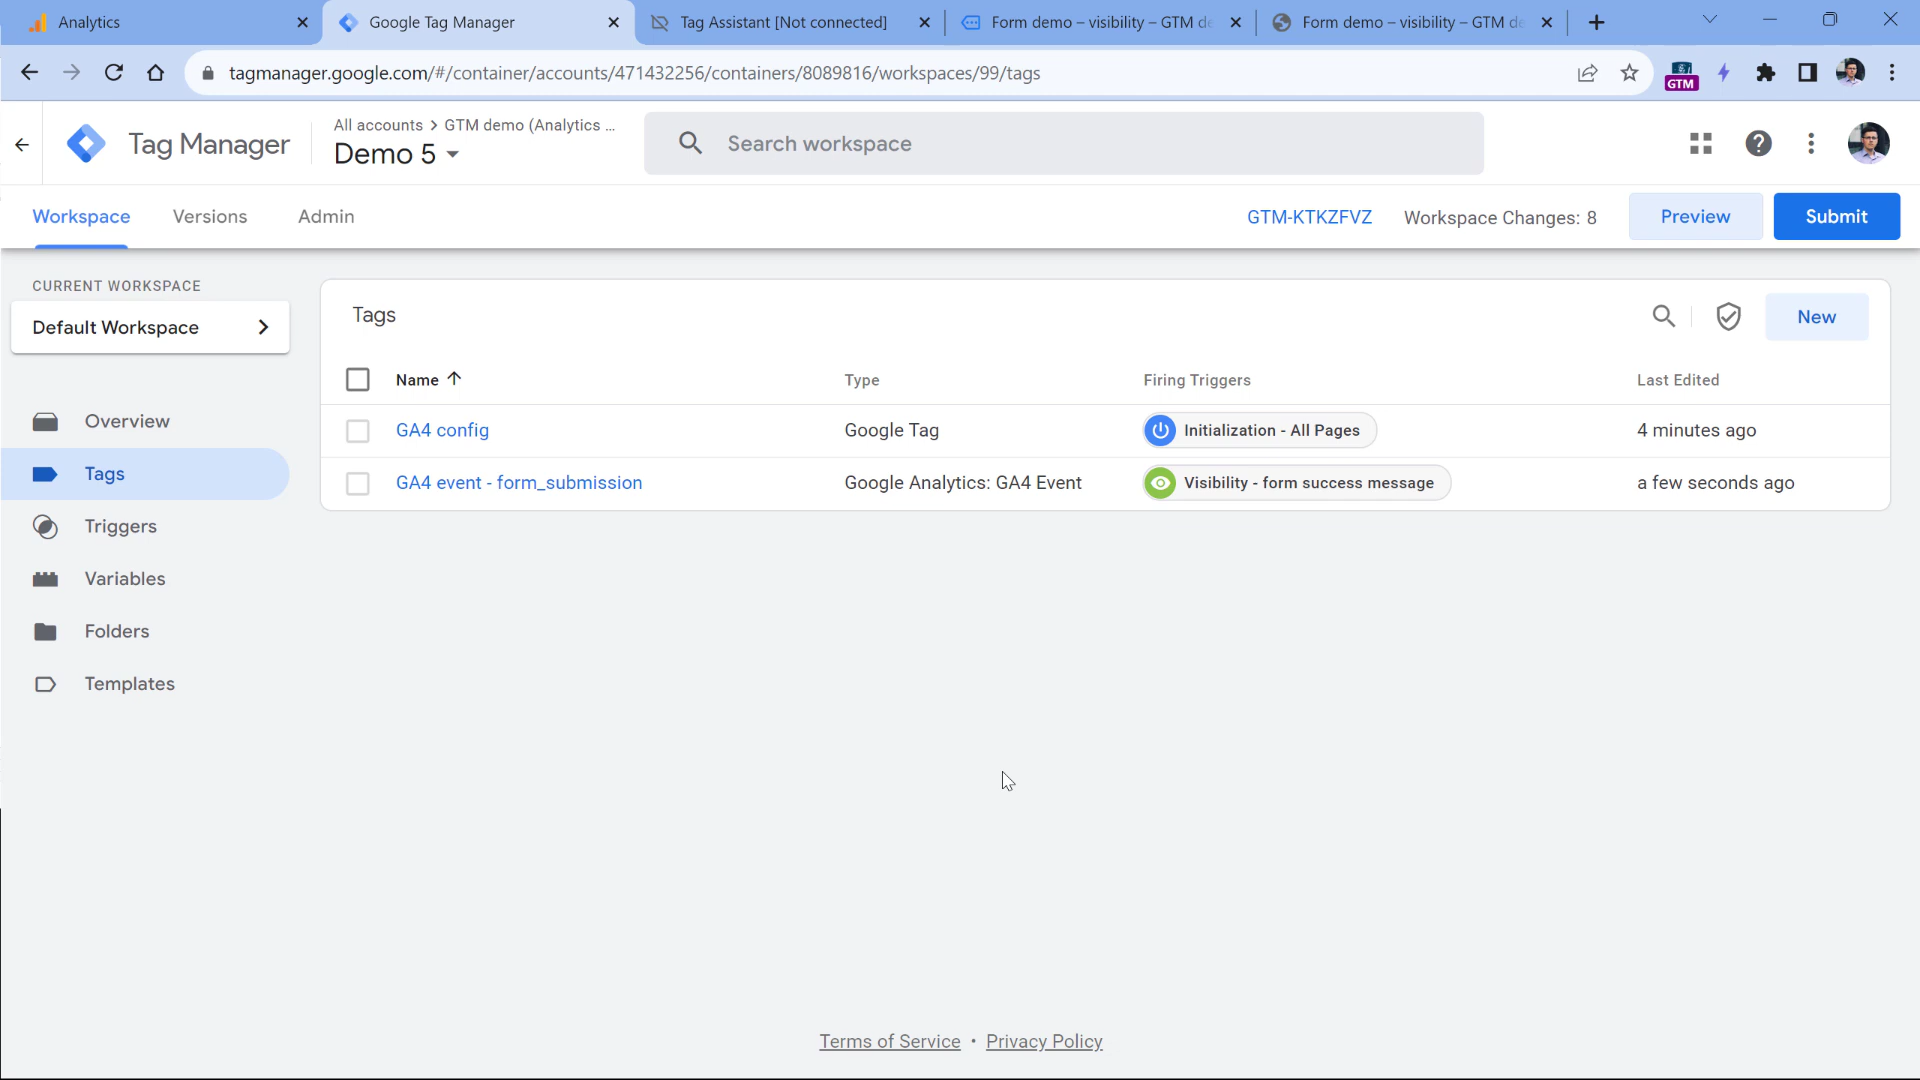 Analytics
Google Tag Manager
Tag Assistant [Not connected]
Form demo – visibility – GTM de
Form demo – visibility – GTM de
tagmanager.google.com/#/container/accounts/471432256/containers/8089816/workspaces/99/tags
GTM
Tag Manager
All accounts > GTM demo (Analytics ...
Demo 5
Search workspace
Workspace
Versions
Admin
GTM-KTKZFVZ
Workspace Changes: 8
Preview
Submit
CURRENT WORKSPACE
Default Workspace
Overview
Tags
Triggers
Variables
Folders
Templates
Tags
New
Name
Type
Firing Triggers
Last Edited
GA4 config
Google Tag
Initialization - All Pages
4 minutes ago
GA4 event - form_submission
Google Analytics: GA4 Event
Visibility - form success message
a few seconds ago
Terms of Service • Privacy Policy